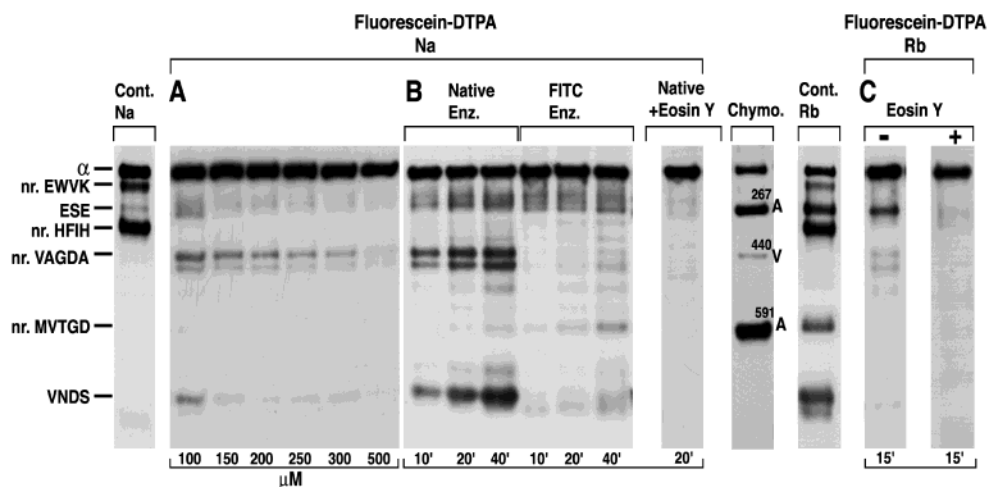 Fluorescein-DTPA
Na
Fluorescein-DTPA
Rb
Cont.
Na
A
B
Native
Enz.
FITC
Enz.
Native
+Eosin Y
Chymo.
Cont.
Rb
C
Eosin Y
- +
α
nr. EWVK
ESE
nr. HFIH
nr. VAGDA
nr. MVTGD
VNDS
267 A
440 V
591 A
100 150 200 250 300 500
μM
10' 20' 40' 10' 20' 40'
20'
15' 15'